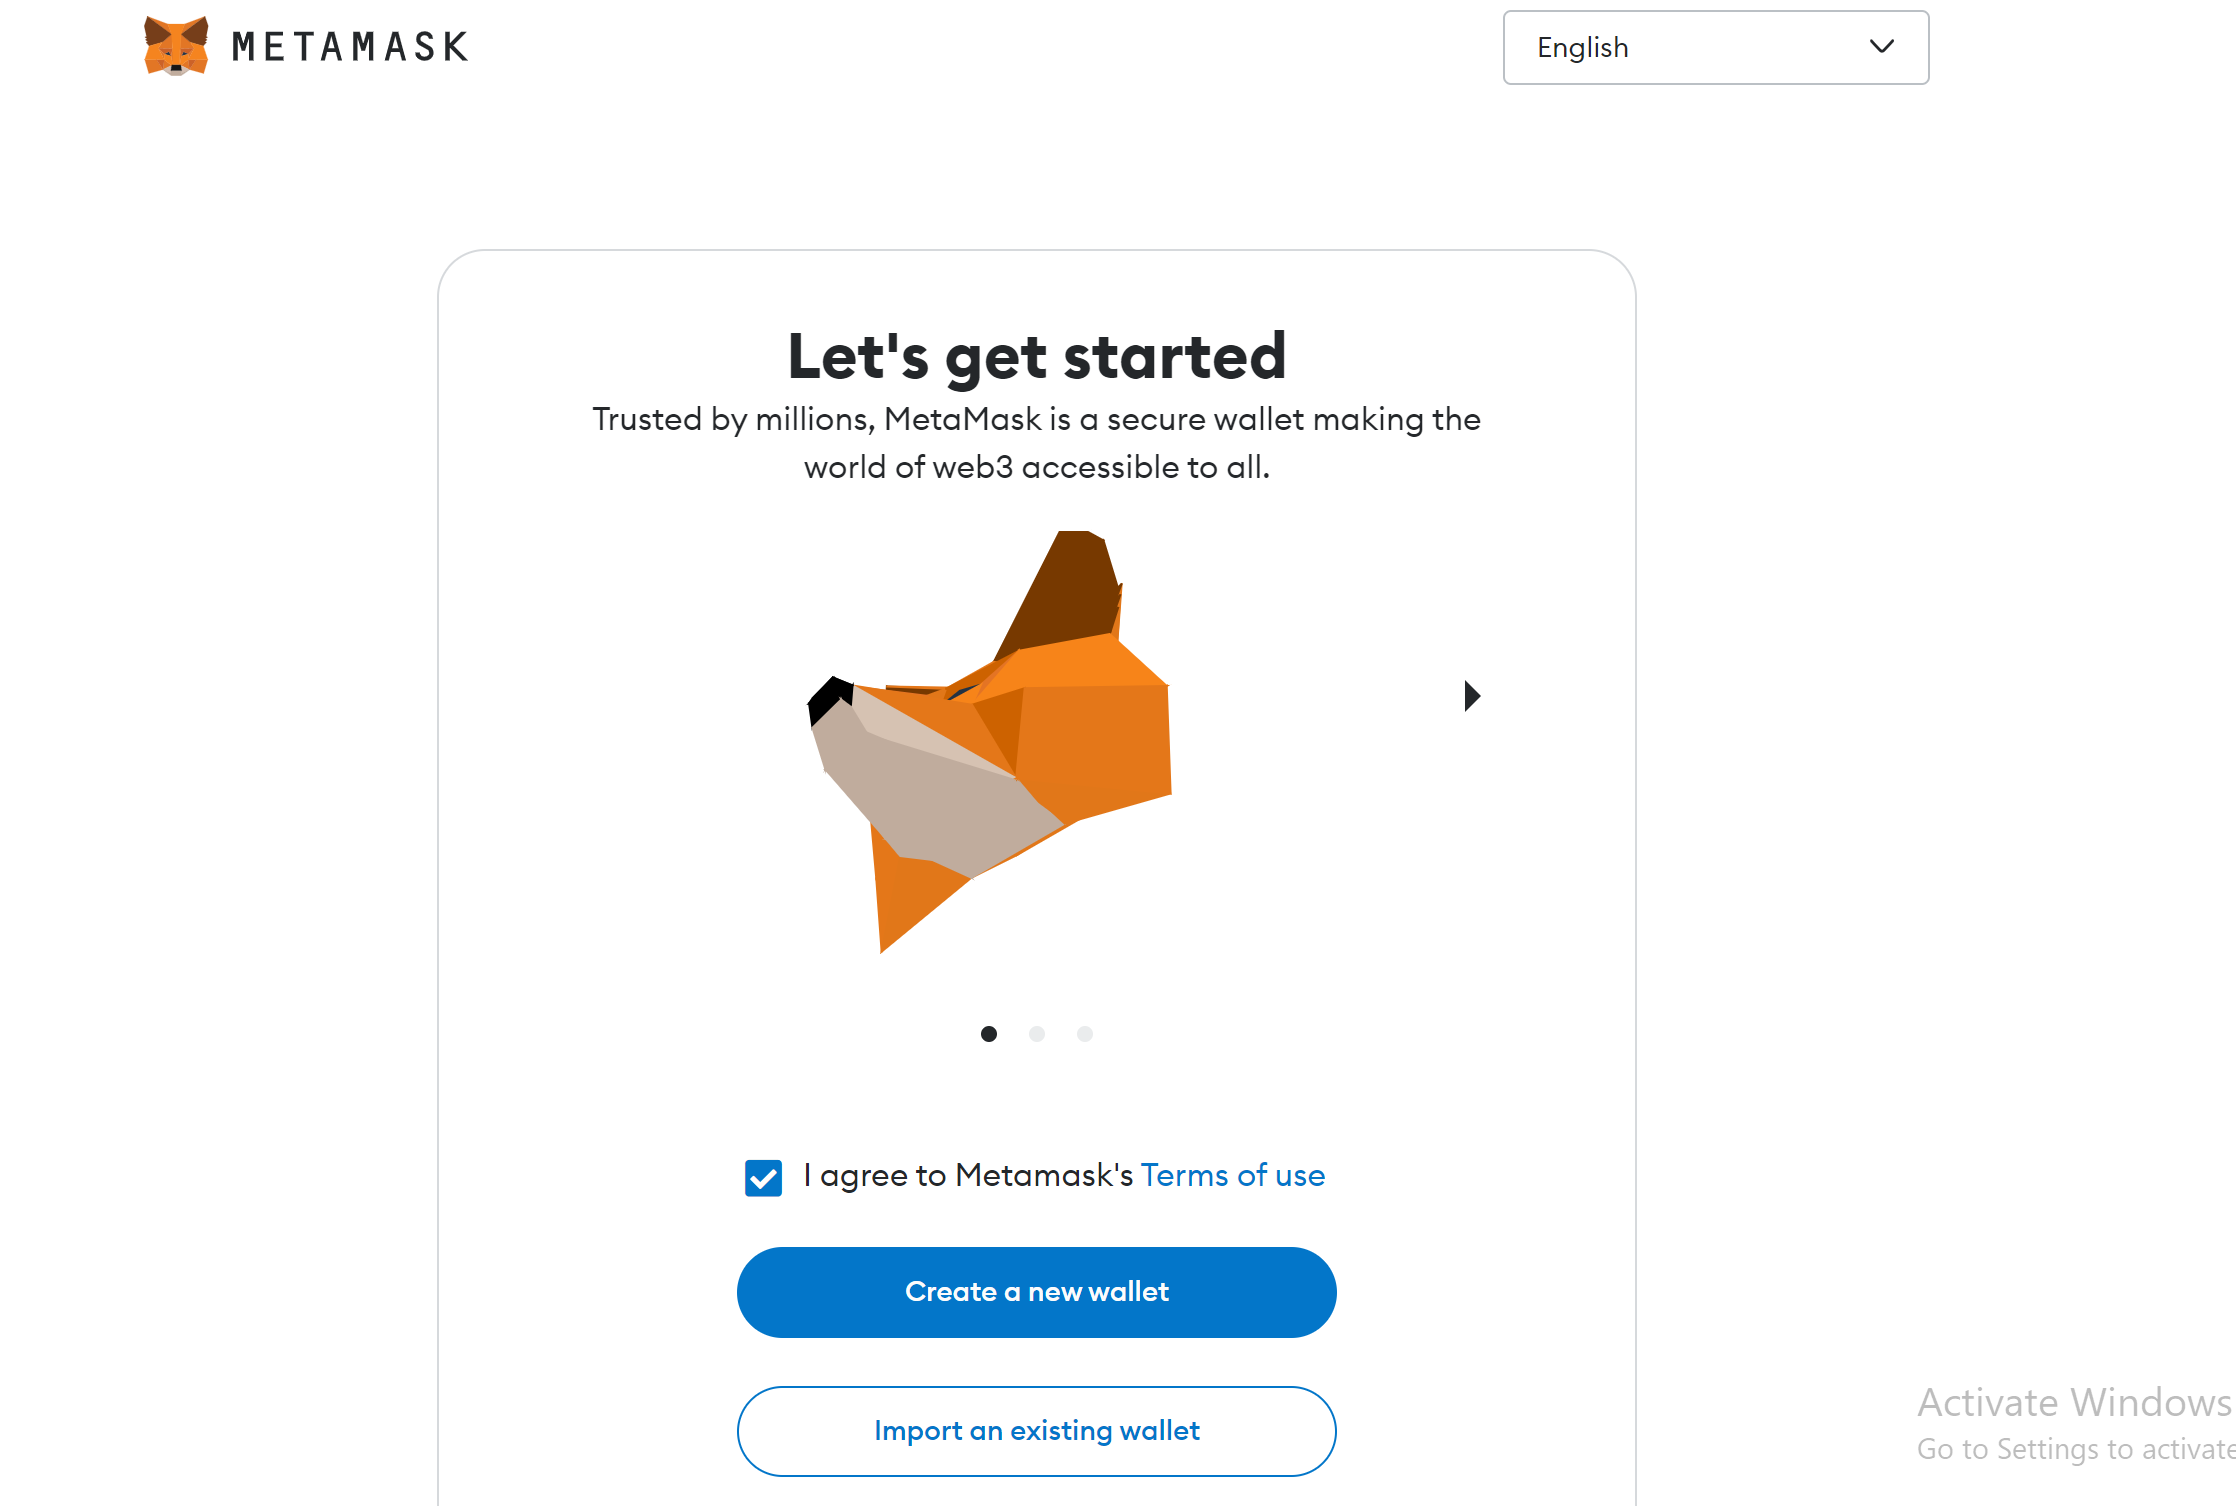 METAMASK
English
Let's get started
Trusted by millions, MetaMask is a secure wallet making the
world of web3 accessible to all.
I agree to Metamask's Terms of use
Create a new wallet
Import an existing wallet
Activate Windows
Go to Settings to activate